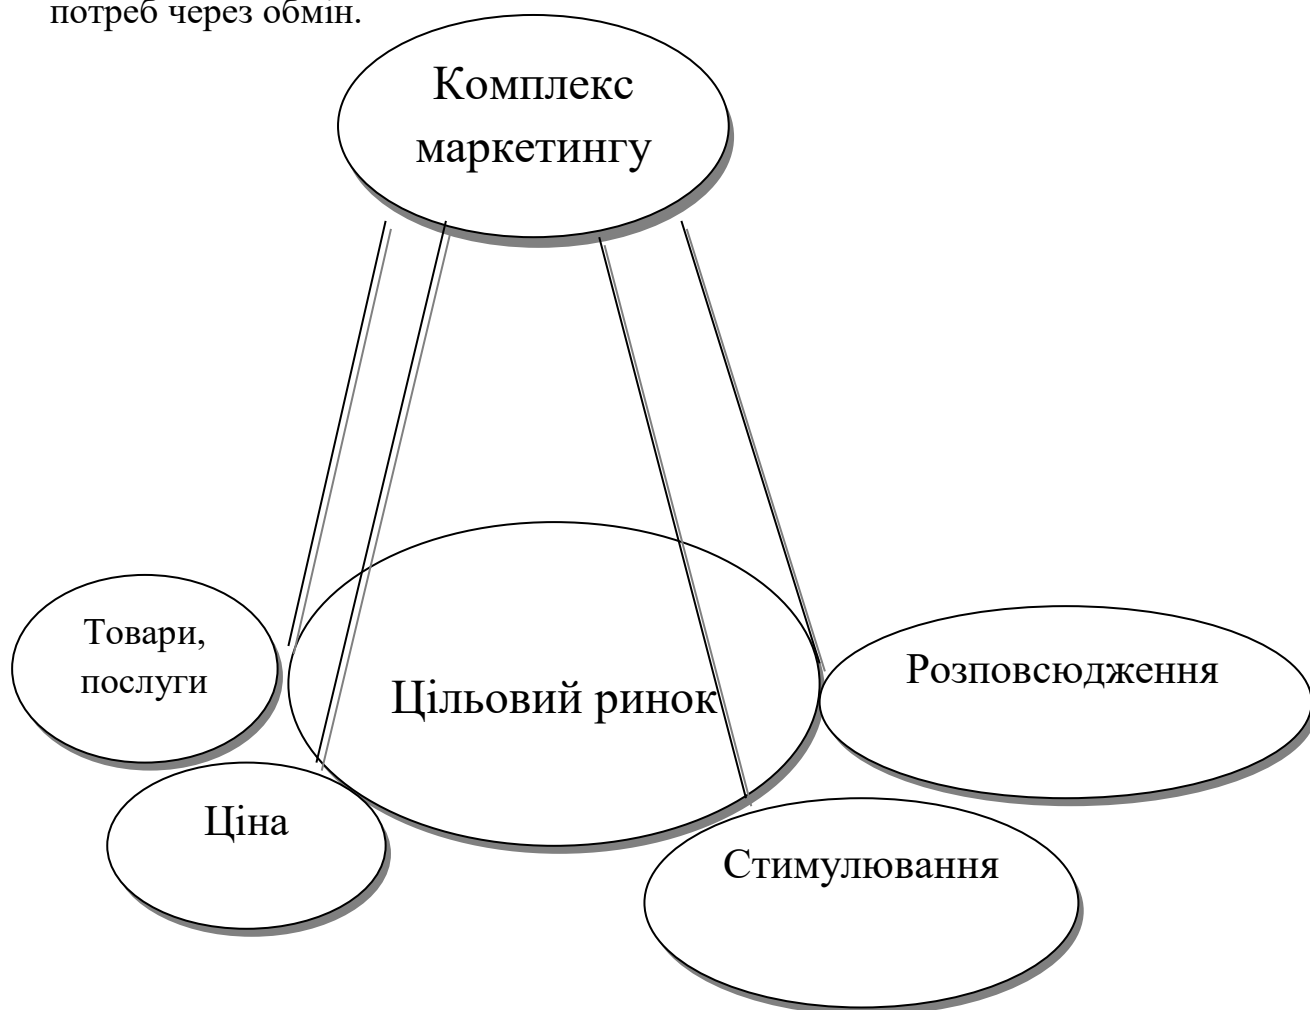 потреб через обмін.
Комплекс
маркетингу
Товари,
послуги
Цільовий ринок
Розповсюдження
Ціна
Стимулювання